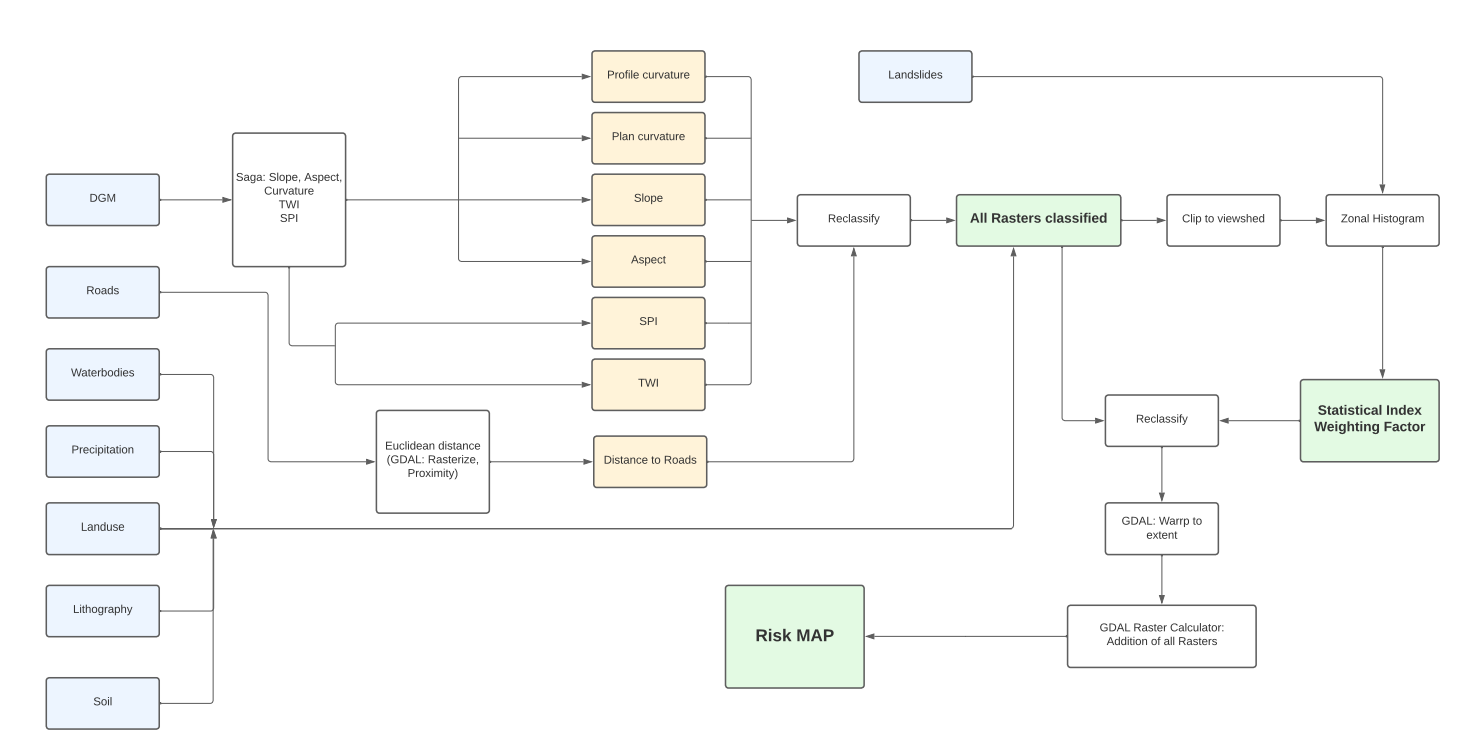 Profile curvature
Landslides
Plan curvature
Saga: Slope, Aspect,
Curvature
TWI
SPI
DGM
Slope
Reclassify
All Rasters classified
Clip to viewshed
Zonal Histogram
Aspect
Roads
SPI
Waterbodies
TWI
Reclassify
Statistical Index
Weighting Factor
Precipitation
Euclidean distance
(GDAL: Rasterize,
Proximity)
Distance to Roads
Landuse
GDAL: Warrp to
extent
Lithography
Risk MAP
GDAL Raster Calculator:
Addition of all Rasters
Soil